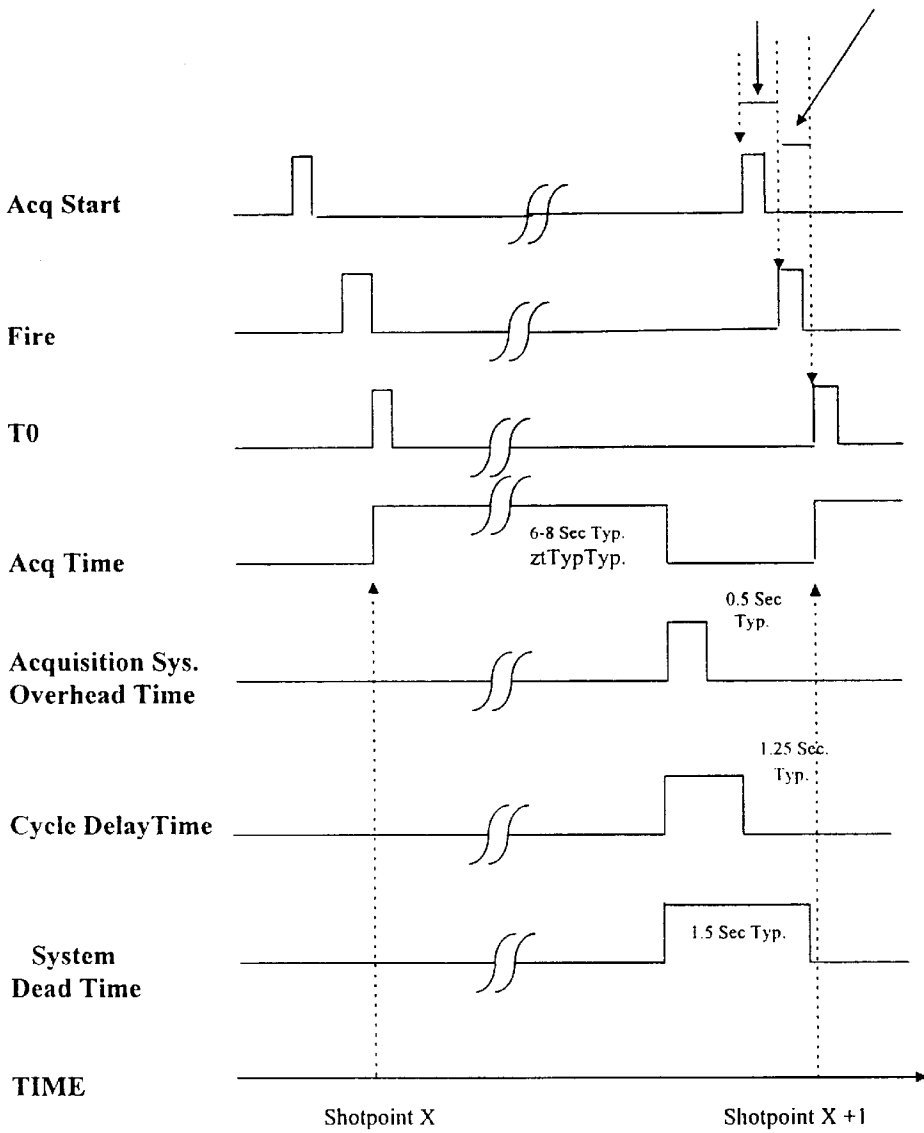 Acq Start
Fire
T0
6-8 Sec Typ.
ztTypTyp.
Acq Time
0.5 Sec
Typ.
Acquisition Sys.
Overhead Time
1.25 Sec.
Typ.
Cycle DelayTime
1.5 Sec Typ.
System
Dead Time
TIME
Shotpoint X
Shotpoint X +1